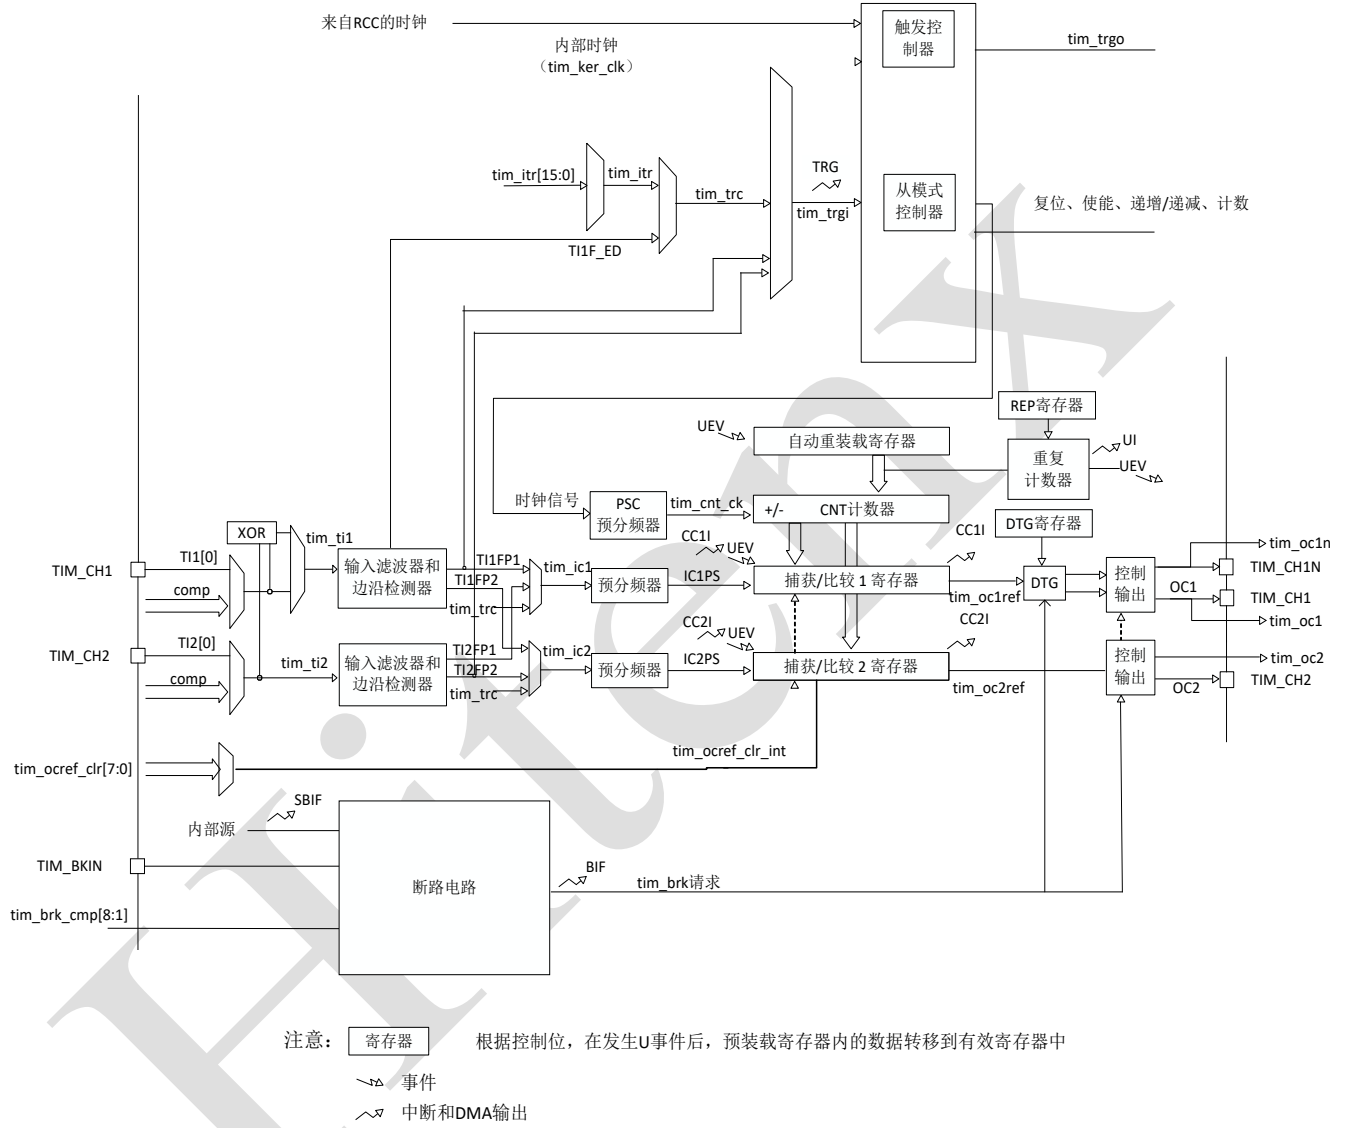 来自RCC的时钟
内部时钟
（tim_ker_clk）
触发控
制器
tim_trgo
tim_itr[15:0]
tim_itr
tim_trc
TRG
tim_trgi
从模式
控制器
复位、使能、递增/递减、计数
TI1F_ED
REP寄存器
UEV
自动重装载寄存器
重复
计数器
UI
UEV
时钟信号
PSC
预分频器
tim_cnt_ck
+/-
CNT计数器
DTG寄存器
XOR
tim_ti1
TIM_CH1
TI1[0]
comp
输入滤波器和
边沿检测器
TI1FP1
TI1FP2
tim_trc
tim_ic1
预分频器
IC1PS
CC1I
UEV
捕获/比较 1 寄存器
CC1I
tim_oc1ref
DTG
控制
输出
OC1
tim_oc1n
TIM_CH1N
TIM_CH1
tim_oc1
TIM_CH2
TI2[0]
comp
tim_ti2
输入滤波器和
边沿检测器
TI2FP1
TI2FP2
tim_trc
tim_ic2
预分频器
IC2PS
CC2I
UEV
捕获/比较 2 寄存器
CC2I
tim_oc2ref
控制
输出
OC2
tim_oc2
TIM_CH2
tim_ocref_clr[7:0]
tim_ocref_clr_int
内部源
SBIF
TIM_BKIN
tim_brk_cmp[8:1]
断路电路
BIF
tim_brk请求
注意：
寄存器
根据控制位，在发生U事件后，预装载寄存器内的数据转移到有效寄存器中
事件
中断和DMA输出
Hitenx